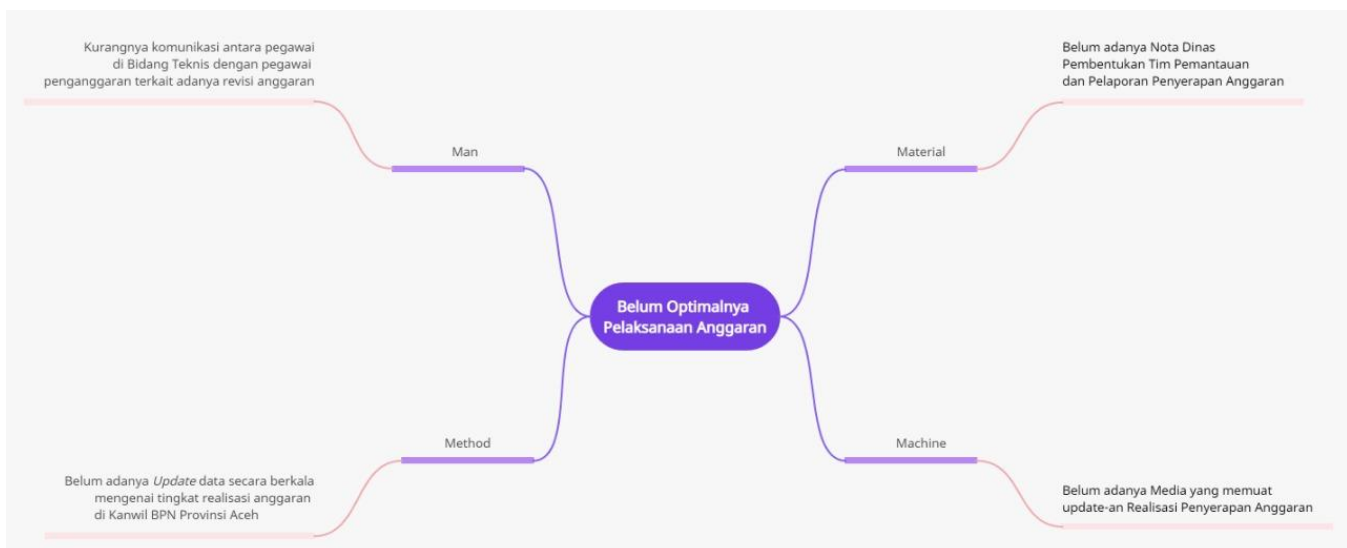 Kurangnya komunikasi antara pegawai
di Bidang Teknis dengan pegawai
penganggaran terkait adanya revisi anggaran
Man
Belum adanya Nota Dinas
Pembentukan Tim Pemantauan
dan Pelaporan Penyerapan Anggaran
Material
Belum Optimalnya
Pelaksanaan Anggaran
Method
Belum adanya Update data secara berkala
mengenai tingkat realisasi anggaran
di Kanwil BPN Provinsi Aceh
Machine
Belum adanya Media yang memuat
update-an Realisasi Penyerapan Anggaran